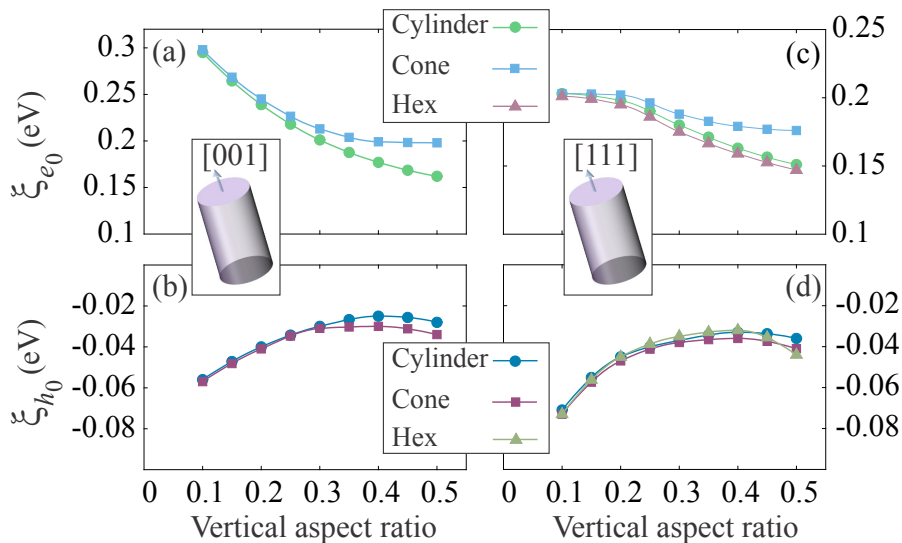 (a)
0.3
0.25
0.2
0.15
0.1
ξe0 (eV)
[001]
Cylinder
Cone
Hex
(c)
0.25
0.2
0.15
0.1
[111]
(b)
-0.02
-0.04
-0.06
-0.08
ξh0 (eV)
Cylinder
Cone
Hex
(d)
-0.02
-0.04
-0.06
-0.08
0 0.1 0.2 0.3 0.4 0.5
Vertical aspect ratio
0 0.1 0.2 0.3 0.4 0.5
Vertical aspect ratio